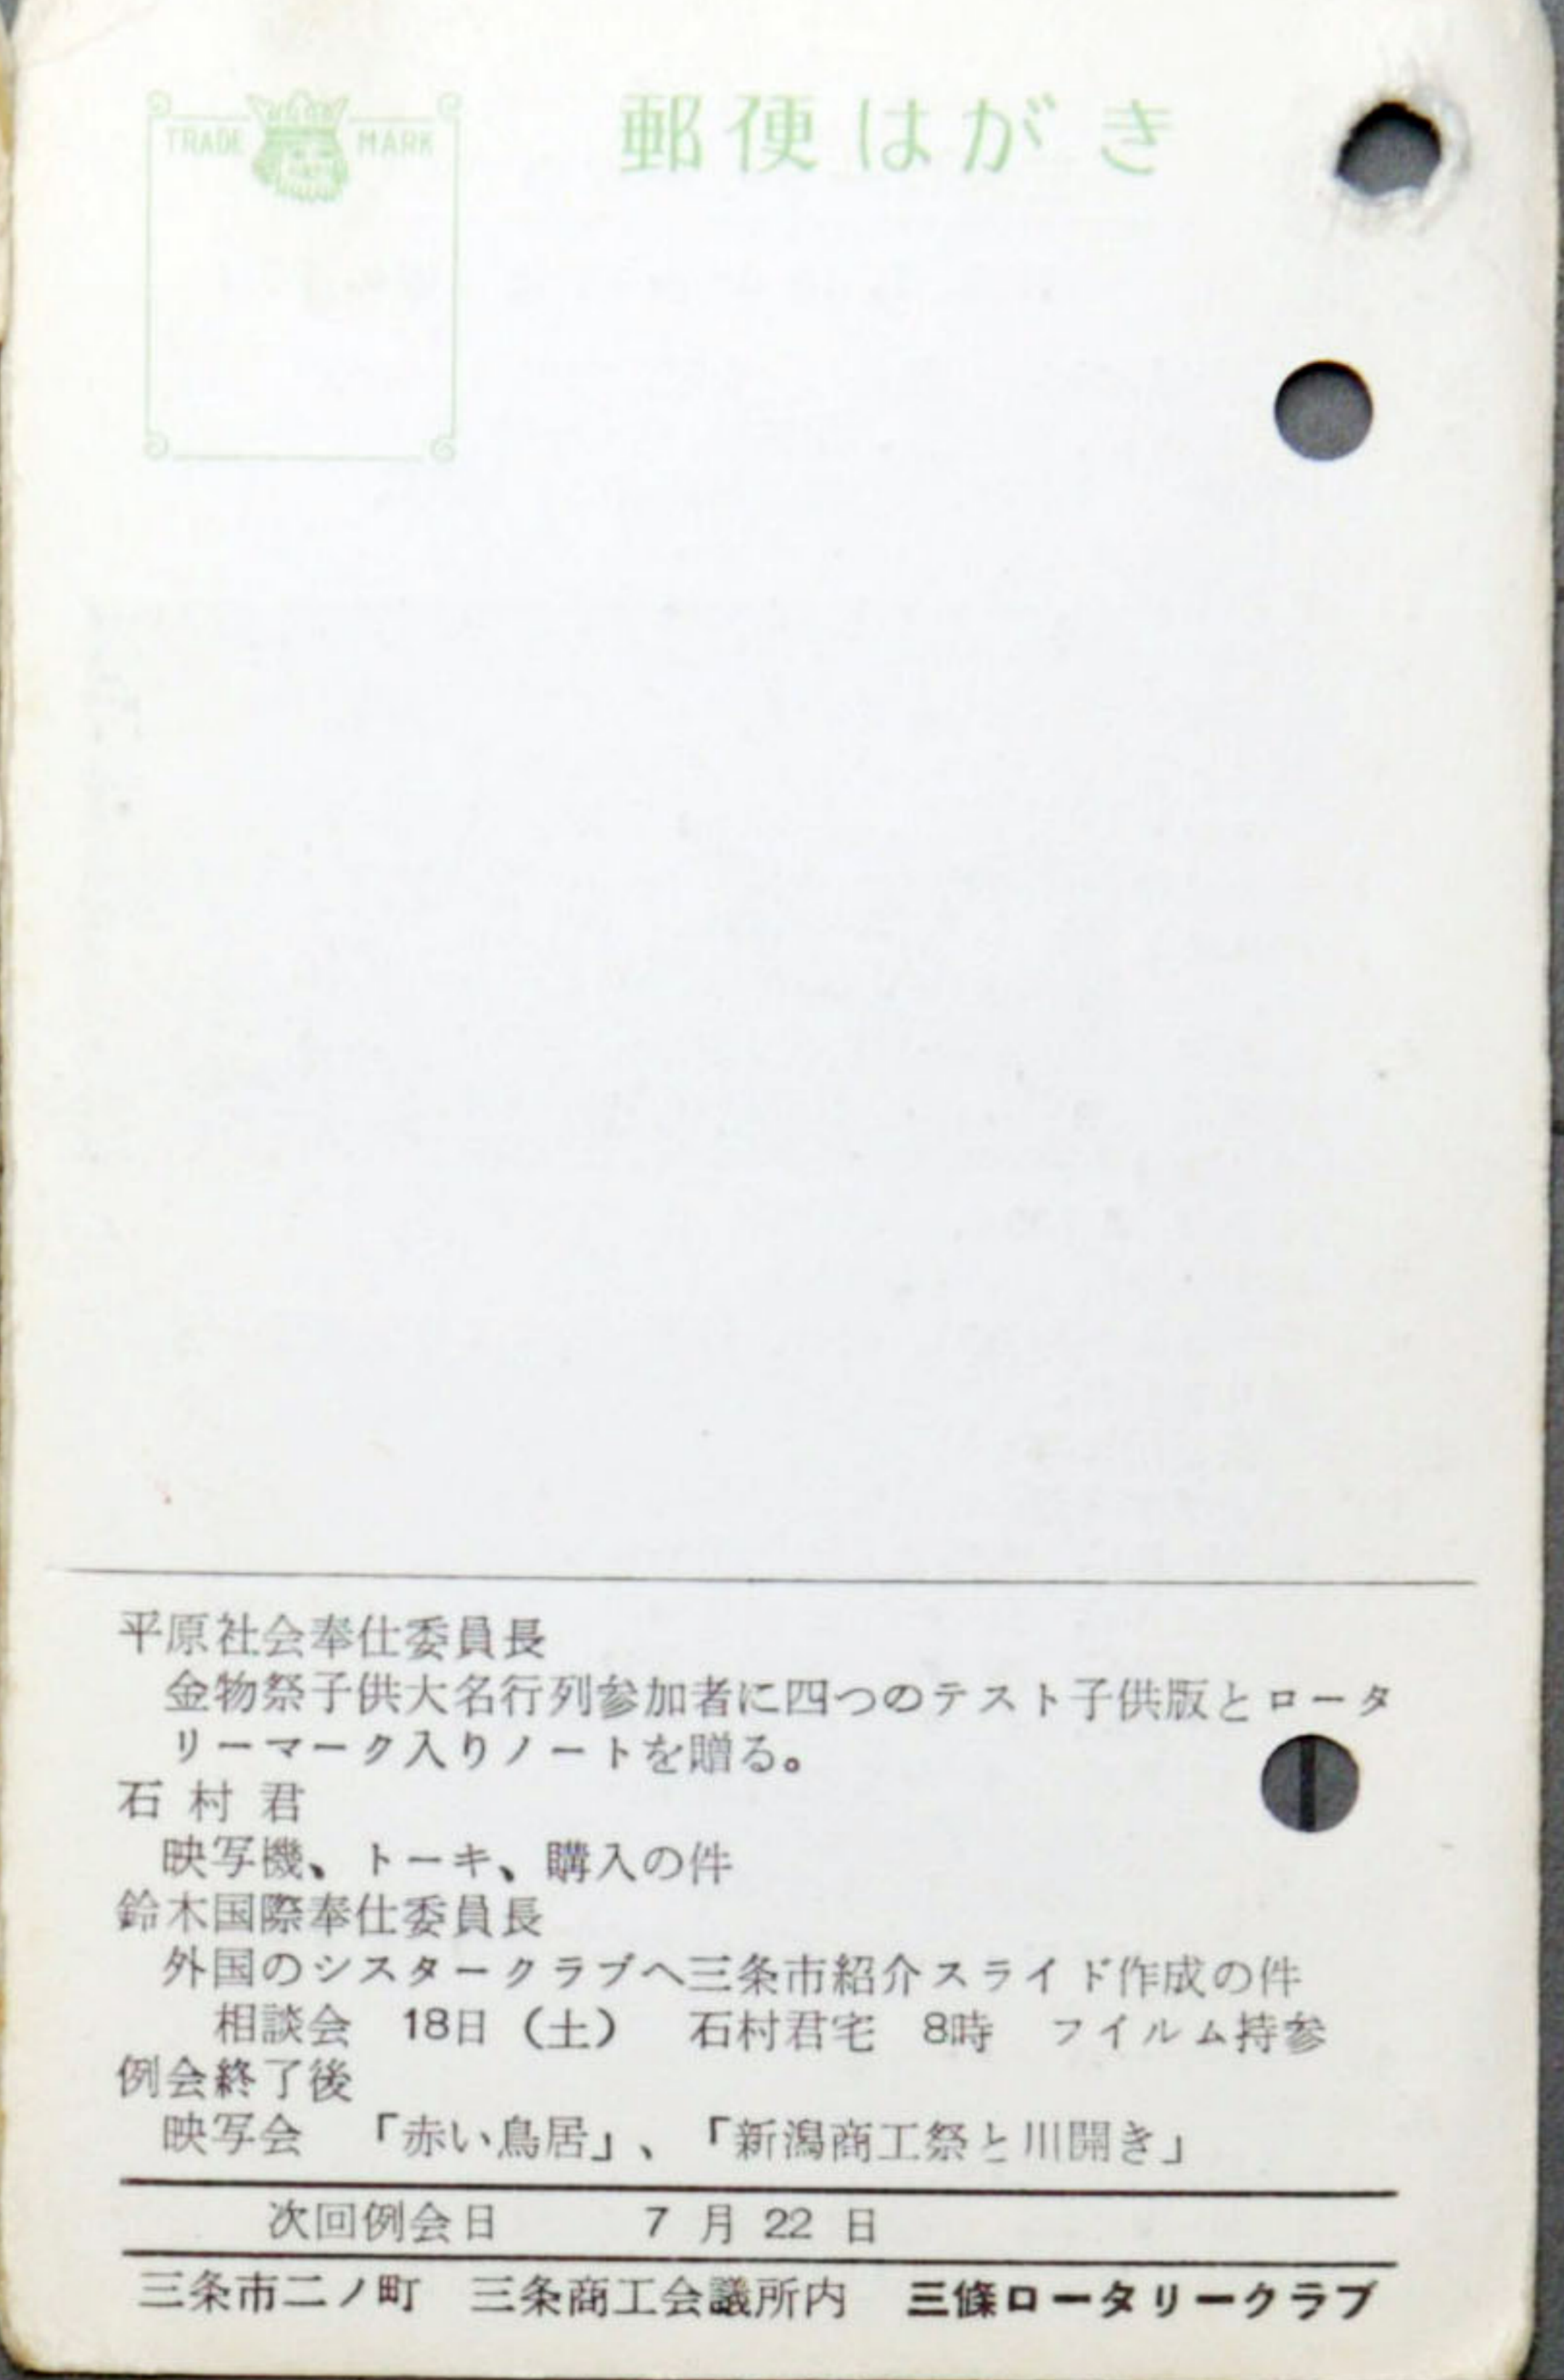 郵便はがき
TRADE MARK
平原社会奉仕委員長
金物祭子供大名行列参加者に四つのテスト子供版とロータ
リーマーク入りノートを贈る。
石村君
映写機、トーキ、購入の件
鈴木国際奉仕委員長
外国のシスタークラブへ三条市紹介スライド作成の件
相談会 18日(土) 石村君宅 8時 フイルム持参
例会終了後
映写会 「赤い鳥居」、「新潟商工祭と川開き」
次回例会日 7月22日
三条市二ノ町 三条商工会議所内 三條ロータリークラブ